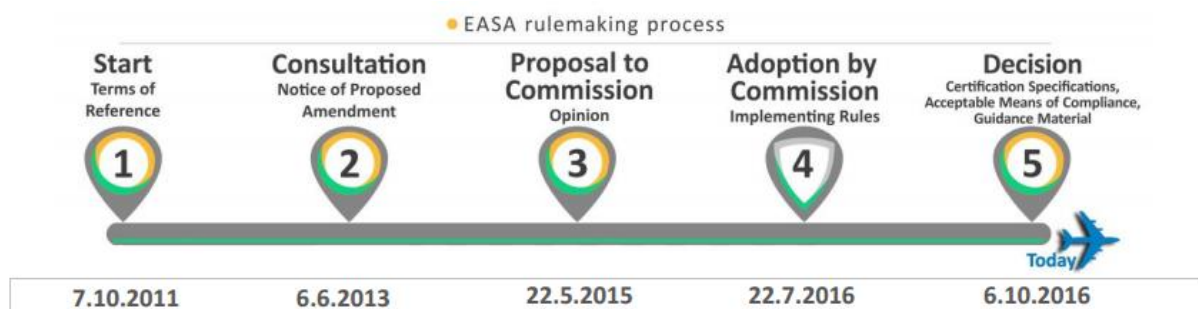 EASA rulemaking process
Start
Terms of
Reference
1
Consultation
Notice of Proposed
Amendment
2
Proposal to
Commission
Opinion
3
Adoption by
Commission
Implementing Rules
4
Decision
Certification Specifications,
Acceptable Means of Compliance,
Guidance Material
5
Today
7.10.2011
6.6.2013
22.5.2015
22.7.2016
6.10.2016